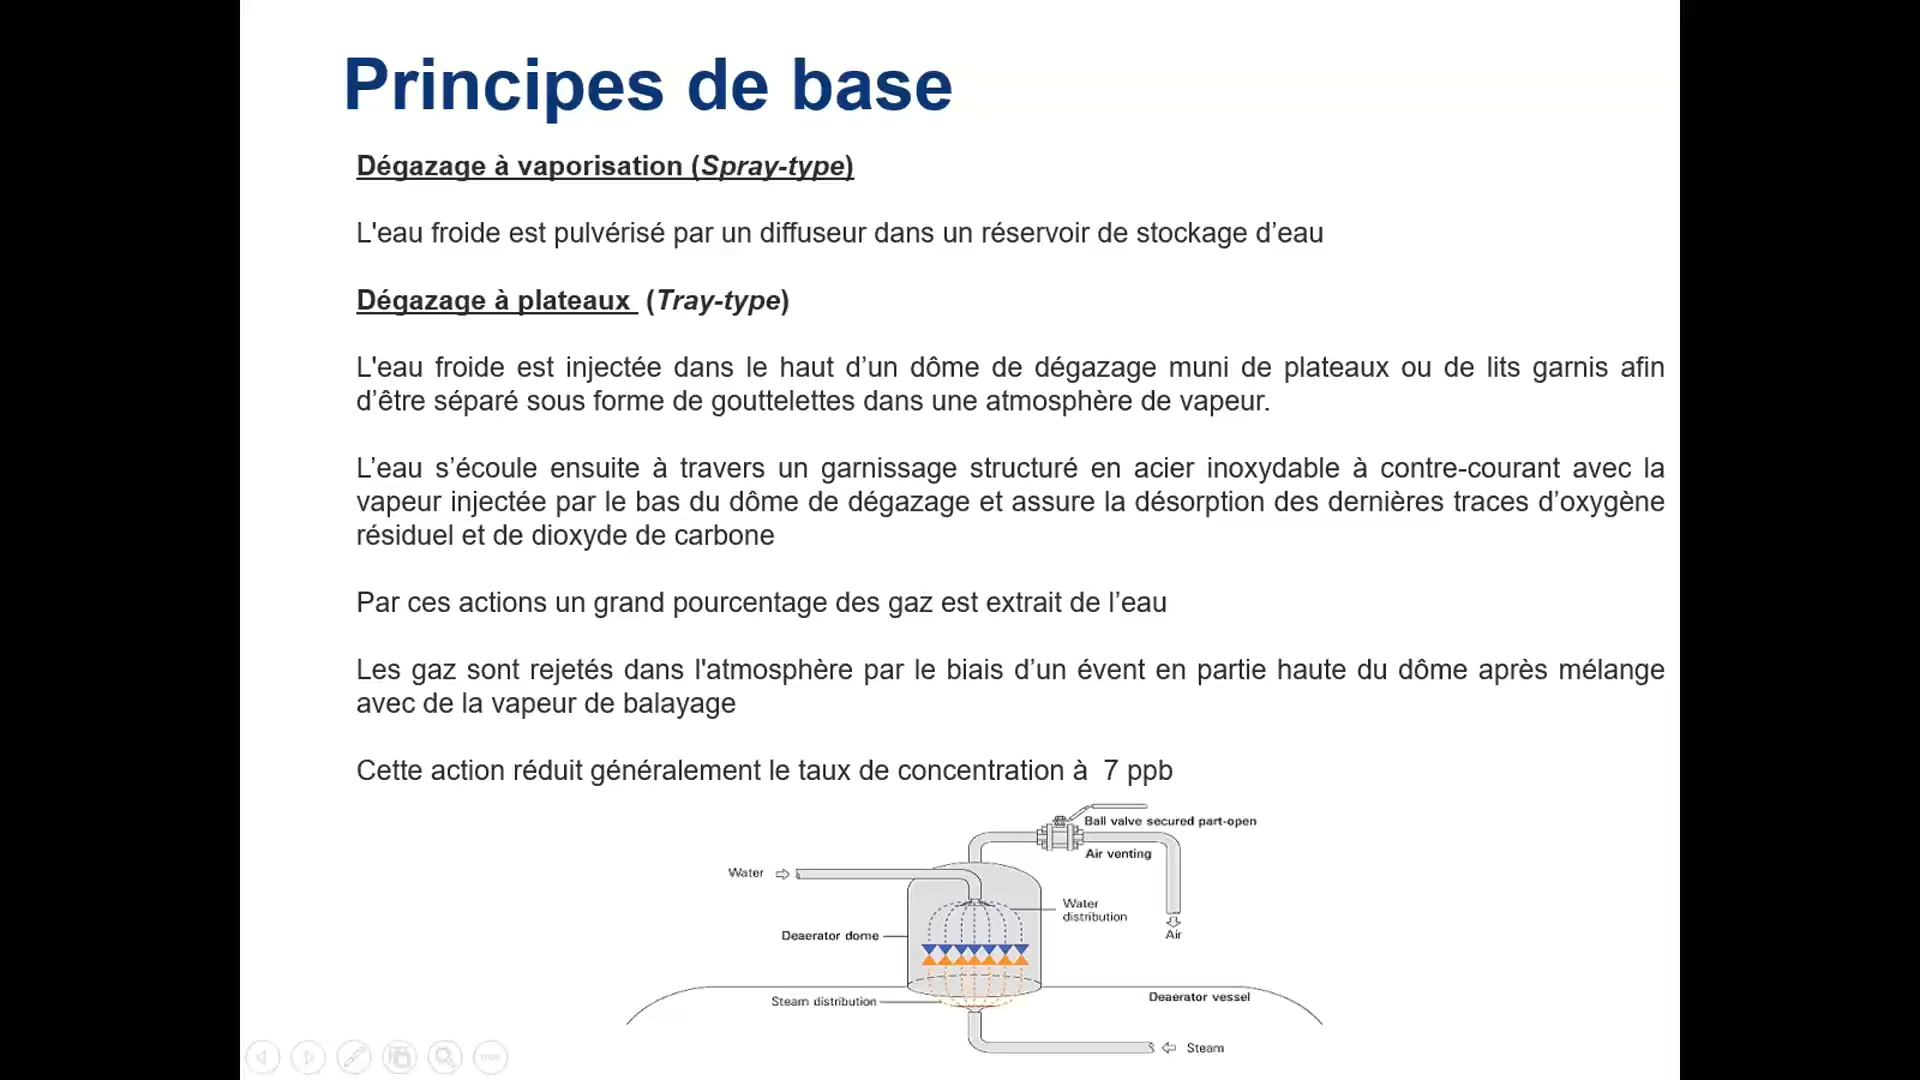 Principes de base
Dégazage à vaporisation (Spray-type)
L'eau froide est pulvérisé par un diffuseur dans un réservoir de stockage d’eau
Dégazage à plateaux  (Tray-type)
L'eau froide est injectée dans le haut d’un dôme de dégazage muni de plateaux ou de lits garnis afin
d’être séparé sous forme de gouttelettes dans une atmosphère de vapeur.
L’eau s’écoule ensuite à travers un garnissage structuré en acier inoxydable à contre-courant avec la
vapeur injectée par le bas du dôme de dégazage et assure la désorption des dernières traces d’oxygène
résiduel et de dioxyde de carbone
Par ces actions un grand pourcentage des gaz est extrait de l’eau
Les gaz sont rejetés dans l'atmosphère par le biais d’un évent en partie haute du dôme après mélange
avec de la vapeur de balayage
Cette action réduit généralement le taux de concentration à  7 ppb
Ball valve secured part-open
Air venting
Water
Water
distribution
Air
Deaerator dome
Steam distribution
Deaerator vessel
Steam